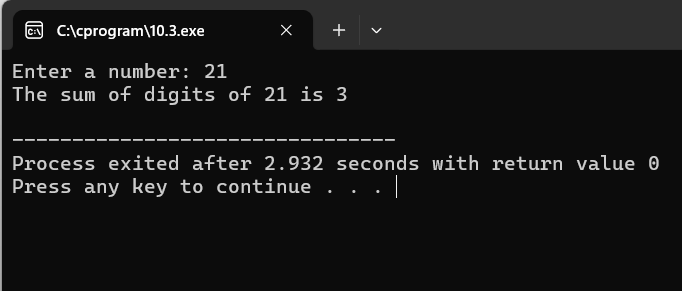 C:\cprogram\10.3.exe
Enter a number: 21
The sum of digits of 21 is 3
--------------------------------
Process exited after 2.932 seconds with return value 0
Press any key to continue . . .